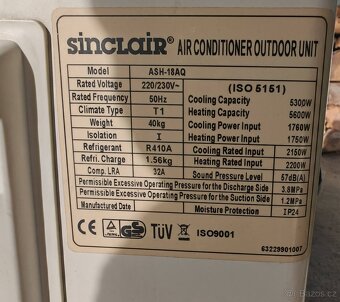 sinclair® AIR CONDITIONER OUTDOOR UNIT
Model ASH-18AQ
Rated Voltage 220/230V~ (ISO 5151)
Rated Frequency 50Hz Cooling Capacity 5300W
Climate Type T1 Heating Capacity 5600W
Weight 40kg Cooling Power Input 1760W
Isolation I Heating Power Input 1750W
Refrigerant R410A Cooling Rated Input 2150W
Refri. Charge 1.56kg Heating Rated Input 2200W
Comp. LRA 32A Sound Pressure Level 57dB(A)
Permissible Excessive Operating Pressure for the Discharge Side 3.8MPa
Permissible Excessive Operating Pressure for the Suction Side 1.2MPa
Manufactured Date Moisture Protection IP24
CE GS TÜV ISO9001
63229901007
Bazos.cz